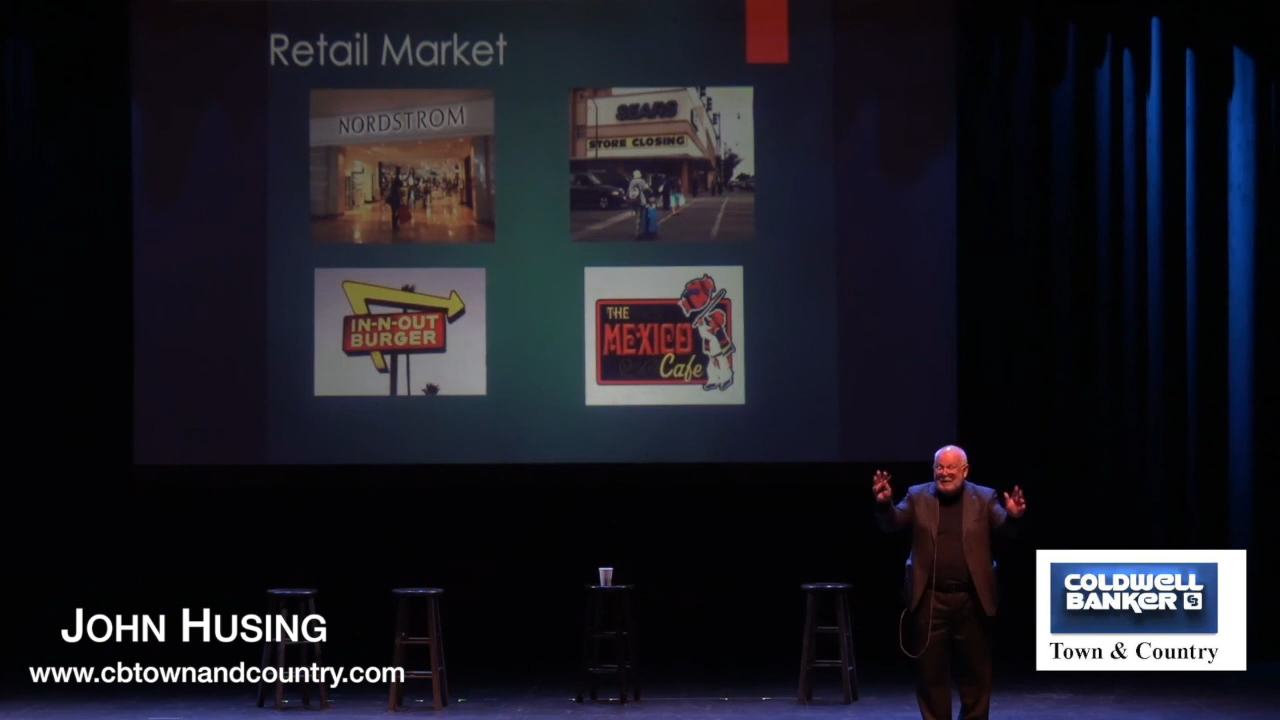 Retail Market
NORDSTROM
SEARS
STORE CLOSING
IN-N-OUT
BURGER
THE
MEXICO
Cafe
JOHN HUSING
www.cbtownandcountry.com
COLDWELL
BANKER
Town & Country